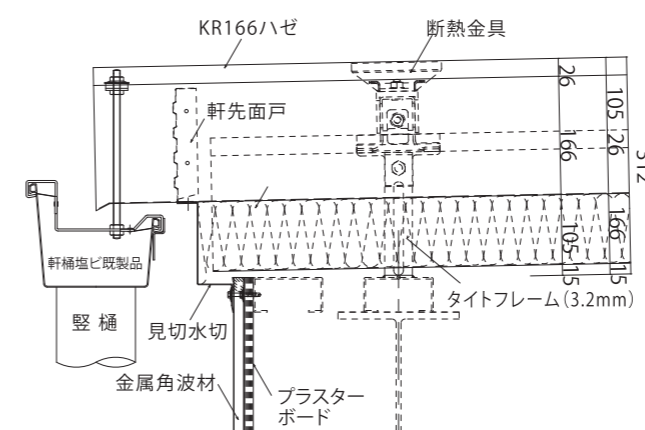 KR166ハゼ
断熱金具
軒先面戸
26
166
105
15
105
26
166
15
312
軒樋塩ビ既製品
竪樋
見切水切
タイトフレーム(3.2mm)
金属角波材
プラスター
ボード